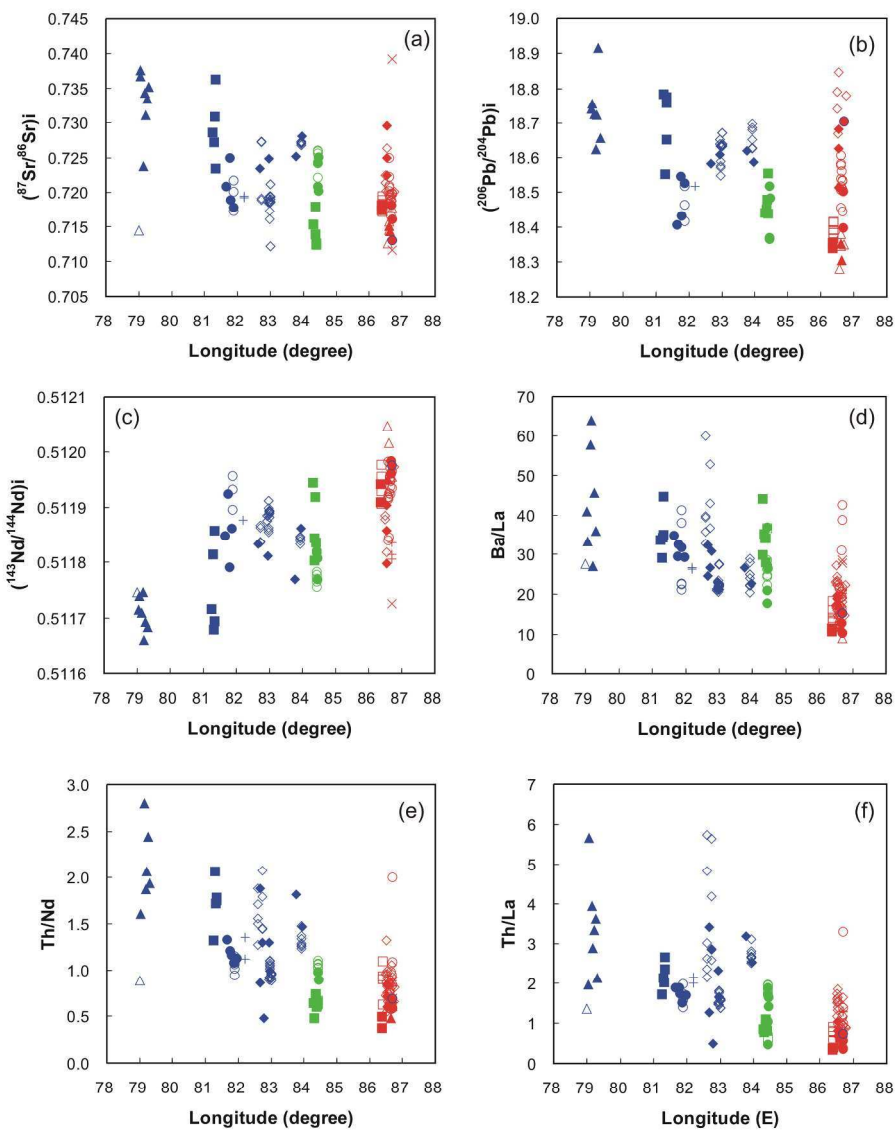 (a)
0.745
0.740
0.735
0.730
0.725
0.720
0.715
0.710
0.705
(⁸⁷Sr/⁸⁶Sr)i
78 79 80 81 82 83 84 85 86 87 88
Longitude (degree)
(b)
19.0
18.9
18.8
18.7
18.6
18.5
18.4
18.3
18.2
(²⁰⁶Pb/²⁰⁴Pb)i
78 79 80 81 82 83 84 85 86 87 88
Longitude (degree)
(c)
0.5121
0.5120
0.5119
0.5118
0.5117
0.5116
(¹⁴³Nd/¹⁴⁴Nd)i
78 79 80 81 82 83 84 85 86 87 88
Longitude (degree)
(d)
70
60
50
40
30
20
10
0
Ba/La
78 79 80 81 82 83 84 85 86 87 88
Longitude (degree)
(e)
3.0
2.5
2.0
1.5
1.0
0.5
0.0
Th/Nd
78 79 80 81 82 83 84 85 86 87 88
Longitude (degree)
(f)
7
6
5
4
3
2
1
0
Th/La
78 79 80 81 82 83 84 85 86 87 88
Longitude (E)